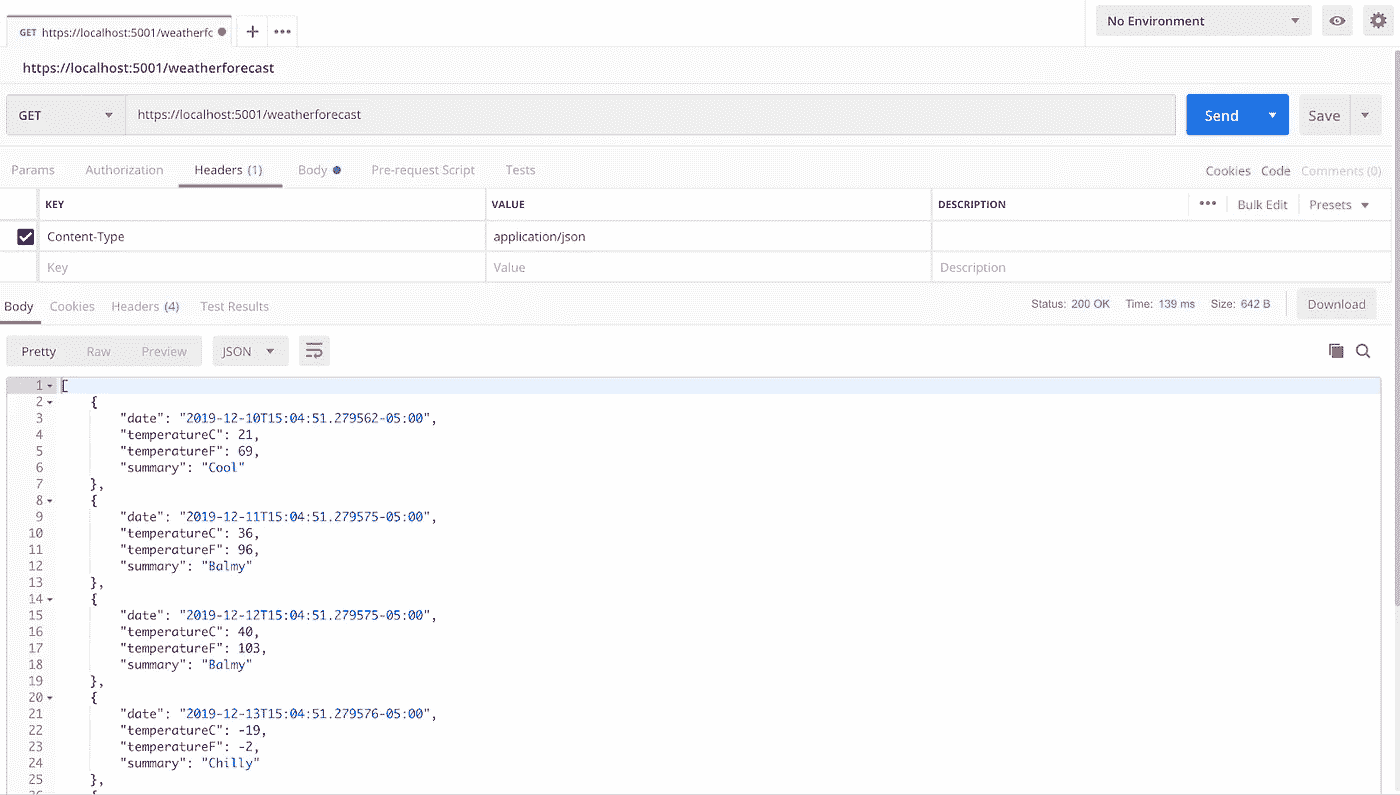 GET https://localhost:5001/weatherfc + ••• No Environment
https://localhost:5001/weatherforecast
GET https://localhost:5001/weatherforecast Send Save
Params Authorization Headers (1) Body Pre-request Script Tests Cookies Code Comments (0)
KEY VALUE DESCRIPTION ••• Bulk Edit Presets
Content-Type application/json
Key Value Description
Body Cookies Headers (4) Test Results Status: 200 OK Time: 139 ms Size: 642 B Download
Pretty Raw Preview JSON
1 [
2 {
3 "date": "2019-12-10T15:04:51.279562-05:00",
4 "temperatureC": 21,
5 "temperatureF": 69,
6 "summary": "Cool"
7 },
8 {
9 "date": "2019-12-11T15:04:51.279575-05:00",
10 "temperatureC": 36,
11 "temperatureF": 96,
12 "summary": "Balmy"
13 },
14 {
15 "date": "2019-12-12T15:04:51.279575-05:00",
16 "temperatureC": 40,
17 "temperatureF": 103,
18 "summary": "Balmy"
19 },
20 {
21 "date": "2019-12-13T15:04:51.279576-05:00",
22 "temperatureC": -19,
23 "temperatureF": -2,
24 "summary": "Chilly"
25 },